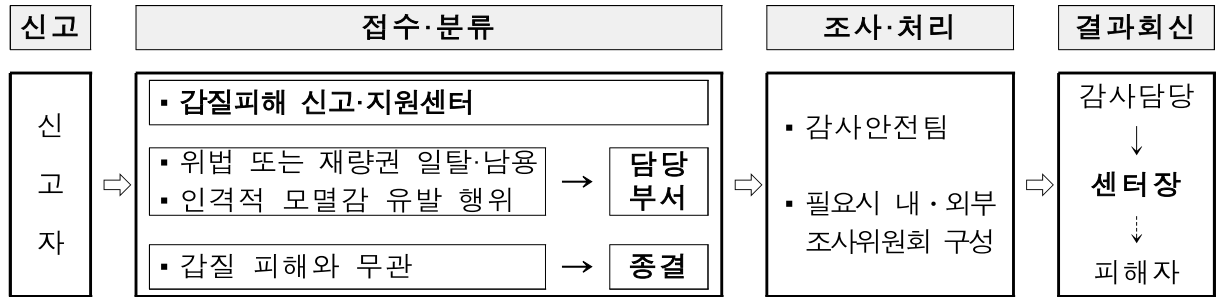 신고
접수·분류
조사·처리
결과회신
신
고
자
⇨
▪ 갑질피해 신고·지원센터
▪ 위법 또는 재량권 일탈·남용
▪ 인격적 모멸감 유발 행위
→
담당
부서
▪ 갑질 피해와 무관
→
종결
⇨
▪ 감사안전팀
▪ 필요시 내·외부
조사위원회 구성
⇨
감사담당
↓
센터장
⇣
피해자